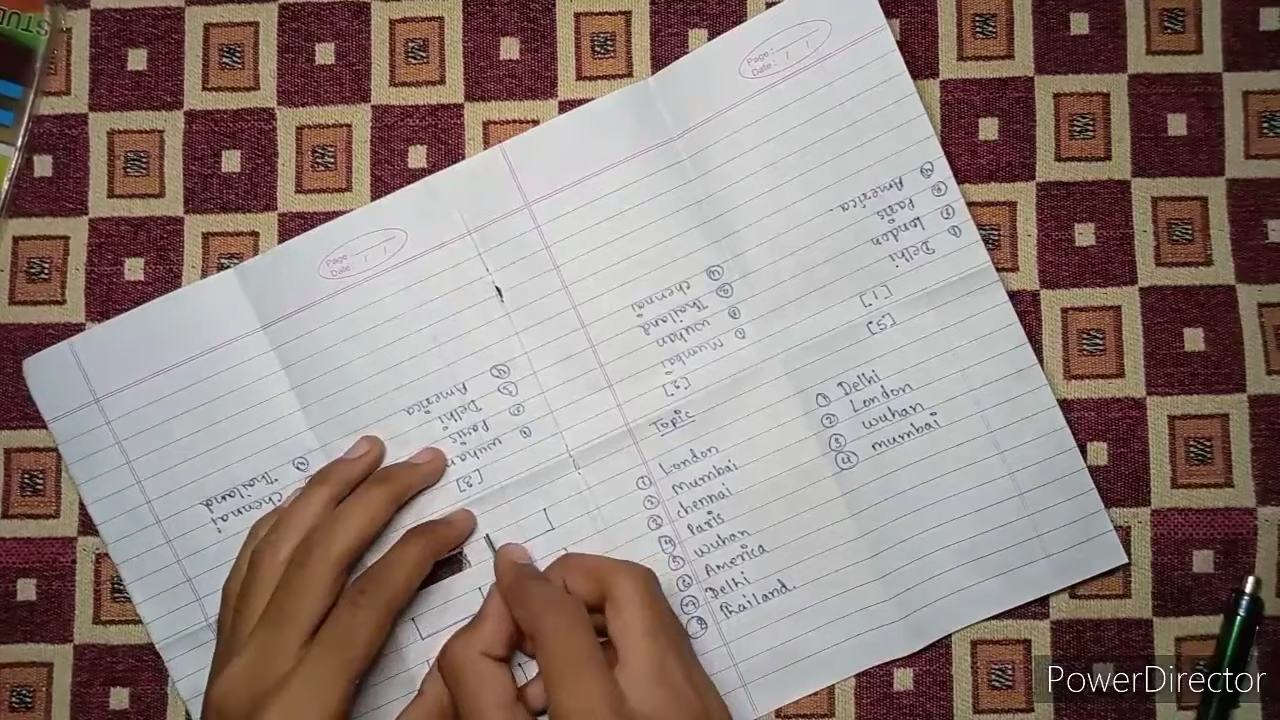 STUD
Page:
Date:
Page:
Date:
Topic
① London
② Mumbai
③ chennai
④ Paris
⑤ wuhan
⑥ America
⑦ Delhi
⑧ Thailand.
① Delhi
② London
③ wuhan
④ mumbai
[1]
① Delhi
② London
③ Paris
④ America.
[5]
① Mumbai
② wuhan
③ Thailand
④ chennai
[3]
① wuhan
② Paris
③ Delhi
④ America
chennai
④ Thailand
PowerDirector